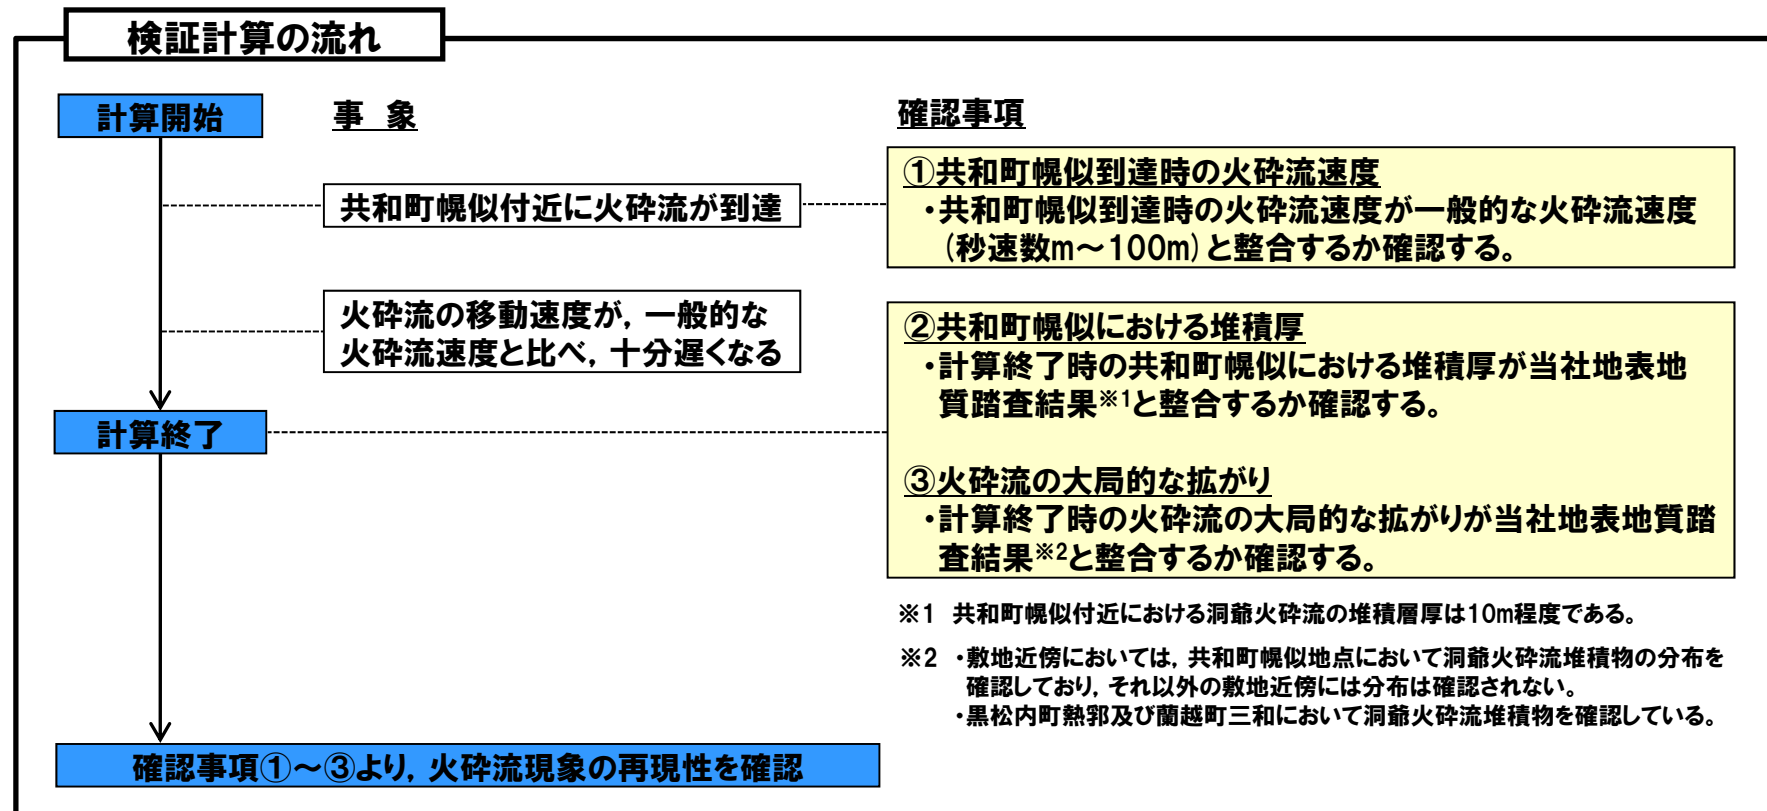 検証計算の流れ
計算開始
事 象
確認事項
共和町幌似付近に火砕流が到達
①共和町幌似到達時の火砕流速度
・共和町幌似到達時の火砕流速度が一般的な火砕流速度
(秒速数m～100m)と整合するか確認する。
火砕流の移動速度が，一般的な
火砕流速度と比べ，十分遅くなる
計算終了
②共和町幌似における堆積厚
・計算終了時の共和町幌似における堆積厚が当社地表地
質踏査結果※1と整合するか確認する。
③火砕流の大局的な拡がり
・計算終了時の火砕流の大局的な拡がりが当社地表地質踏
査結果※2と整合するか確認する。
※1 共和町幌似付近における洞爺火砕流の堆積層厚は10m程度である。
※2 ・敷地近傍においては，共和町幌似地点において洞爺火砕流堆積物の分布を
確認しており，それ以外の敷地近傍には分布は確認されない。
・黒松内町熱郛及び蘭越町三和において洞爺火砕流堆積物を確認している。
確認事項①～③より，火砕流現象の再現性を確認